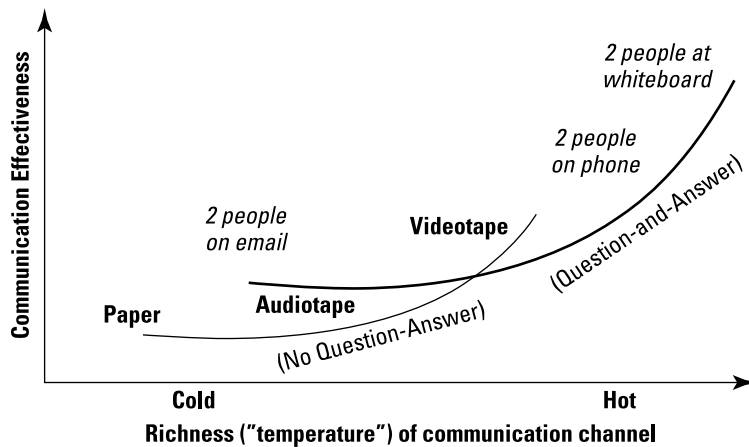 Communication Effectiveness
2 people at
whiteboard
2 people
on phone
2 people
on email
Videotape
(Question-and-Answer)
Paper
Audiotape
(No Question-Answer)
Cold
Hot
Richness ("temperature") of communication channel